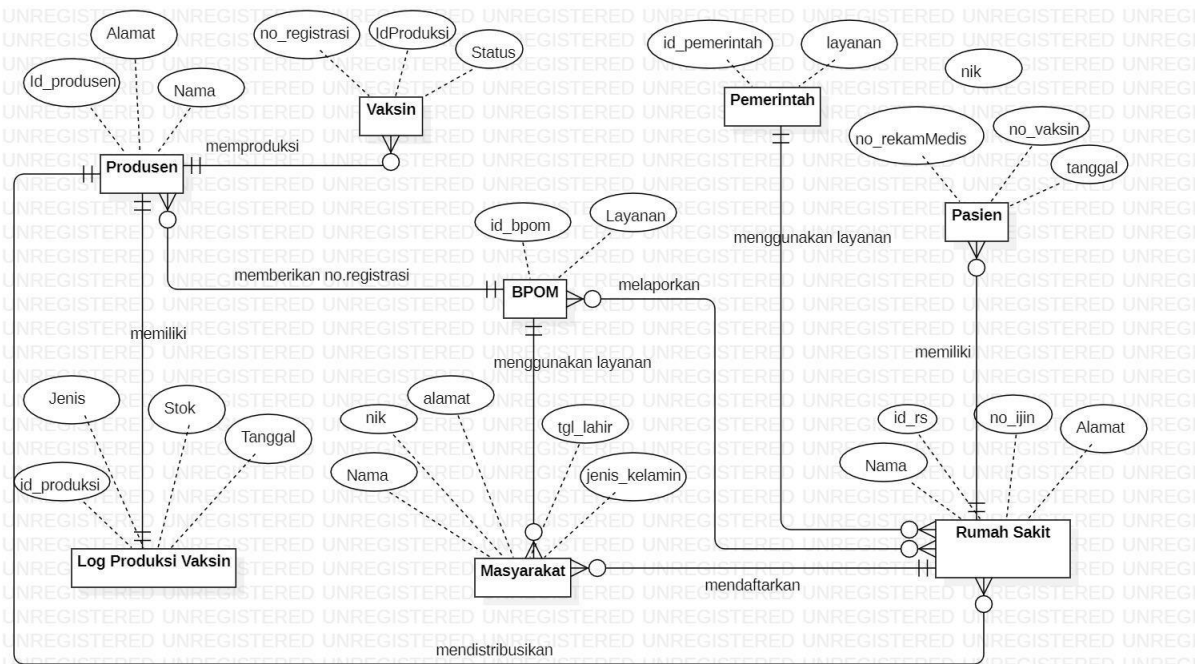 UNREGISTERED
Alamat
no_registrasi
IdProduksi
Status
id_pemerintah
layanan
nik
Id_produsen
Nama
Vaksin
Pemerintah
no_rekamMedis
no_vaksin
tanggal
memproduksi
Produsen
Pasien
id_bpom
Layanan
menggunakan layanan
memberikan no.registrasi
BPOM
melaporkan
memiliki
menggunakan layanan
memiliki
Jenis
Stok
Tanggal
id_produksi
nik
alamat
tgl_lahir
Nama
jenis_kelamin
id_rs
no_ijin
Alamat
Nama
Log Produksi Vaksin
Masyarakat
Rumah Sakit
mendaftarkan
mendistribusikan